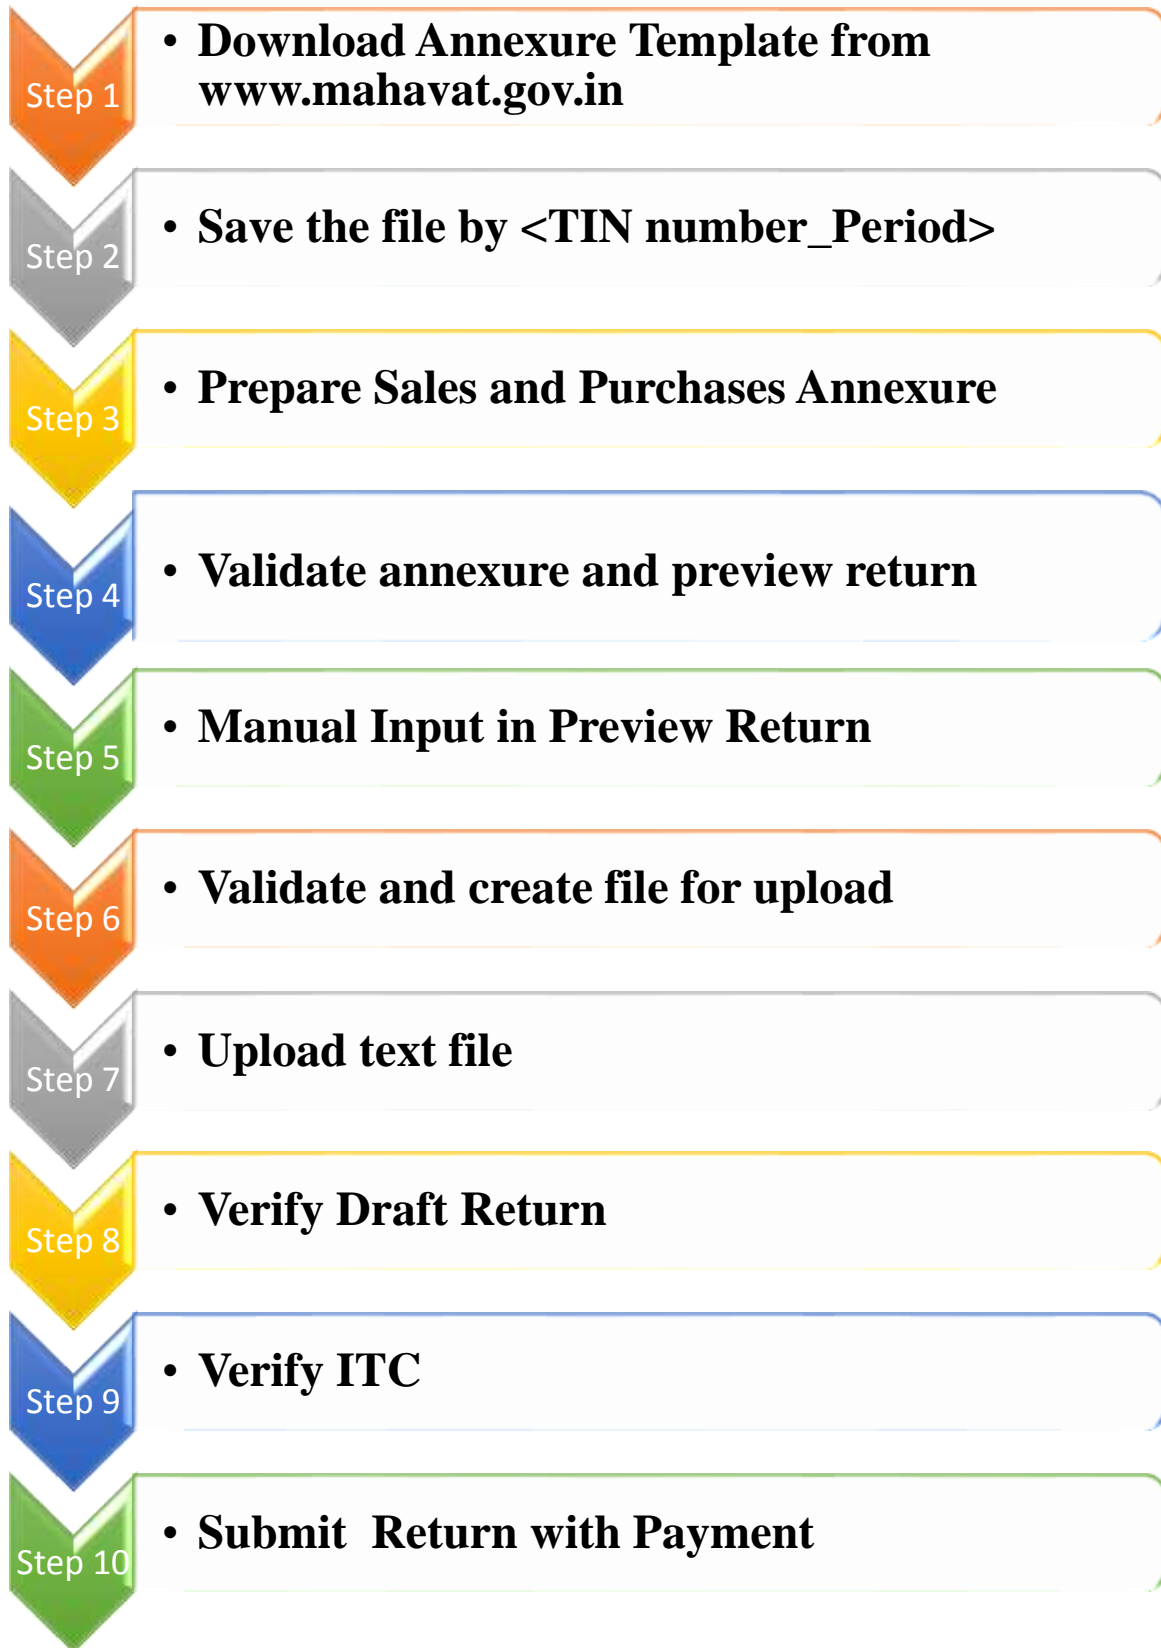 Step 1
• Download Annexure Template from
www.mahavat.gov.in
Step 2
• Save the file by <TIN number_Period>
Step 3
• Prepare Sales and Purchases Annexure
Step 4
• Validate annexure and preview return
Step 5
• Manual Input in Preview Return
Step 6
• Validate and create file for upload
Step 7
• Upload text file
Step 8
• Verify Draft Return
Step 9
• Verify ITC
Step 10
• Submit  Return with Payment